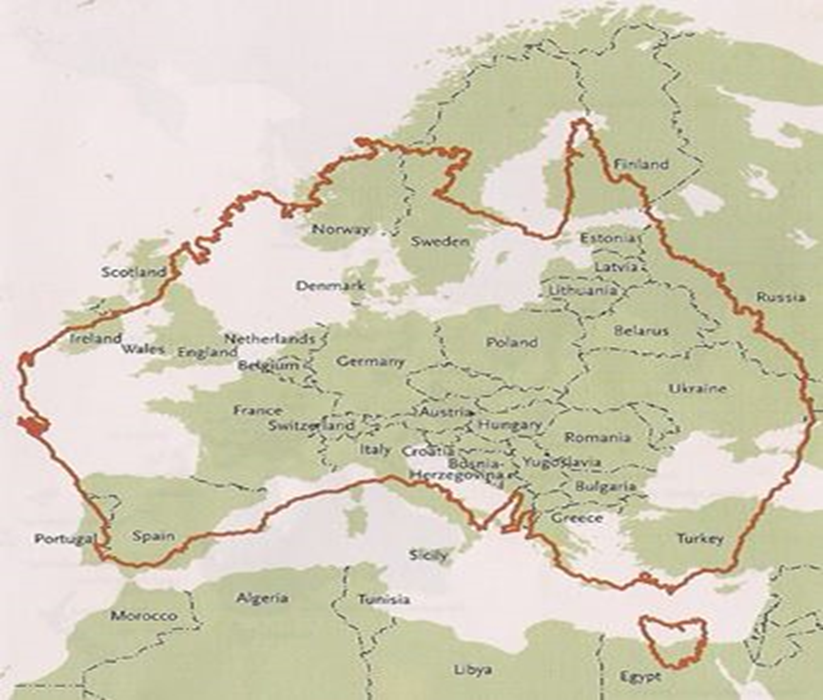 Finland
Norway
Sweden
Estonia
Scotland
Latvia
Denmark
Lithuania
Russia
Ireland
Wales
England
Netherlands
Belgium
Germany
Poland
Belarus
Ukraine
France
Switzerland
Austria
Hungary
Romania
Italy
Croatia
Bosnia-
Herzegovina
Yugoslavia
Bulgaria
Portugal
Spain
Greece
Turkey
Sicily
Morocco
Algeria
Tunisia
Libya
Egypt